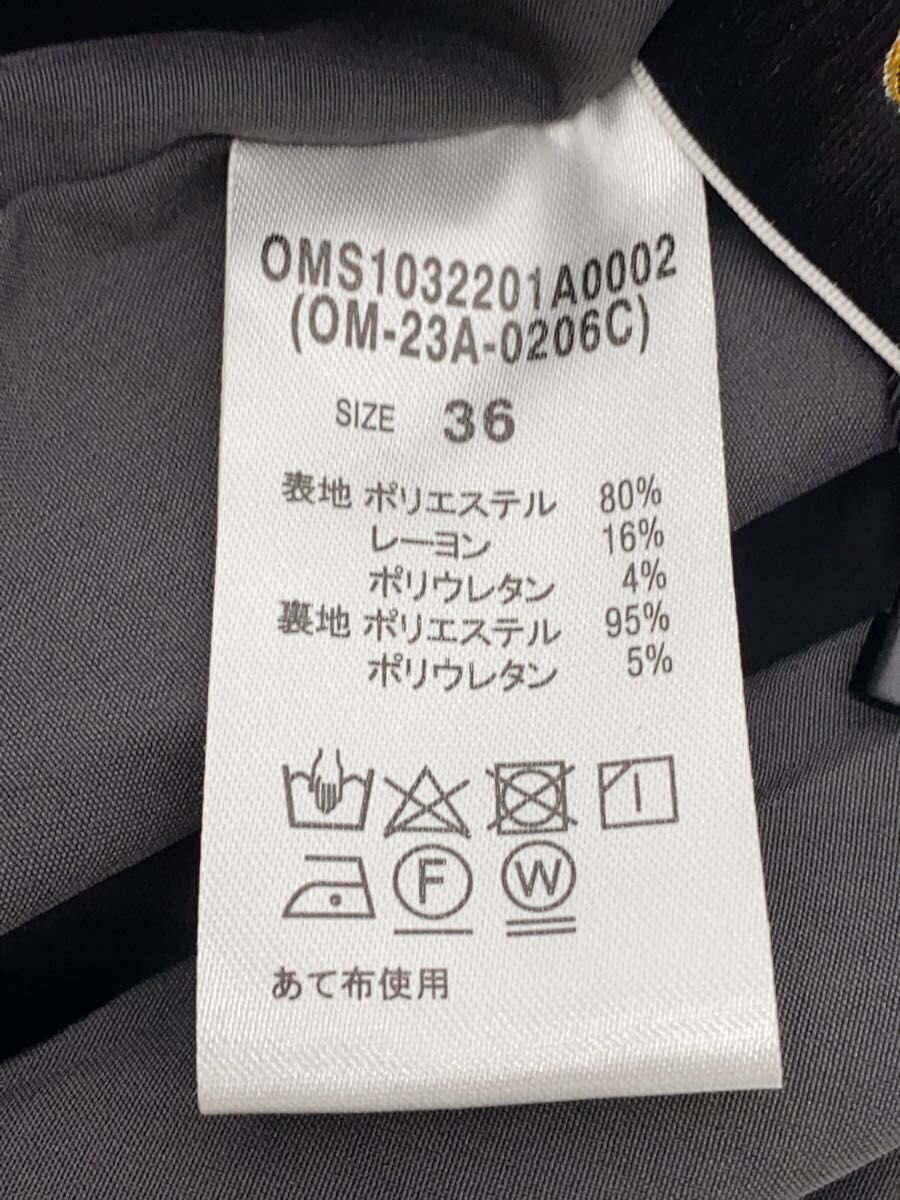 OMS1032201A0002
(OM-23A-0206C)
SIZE 36
表地 ポリエステル 80%
レーヨン 16%
ポリウレタン 4%
裏地 ポリエステル 95%
ポリウレタン 5%
F W
あて布使用